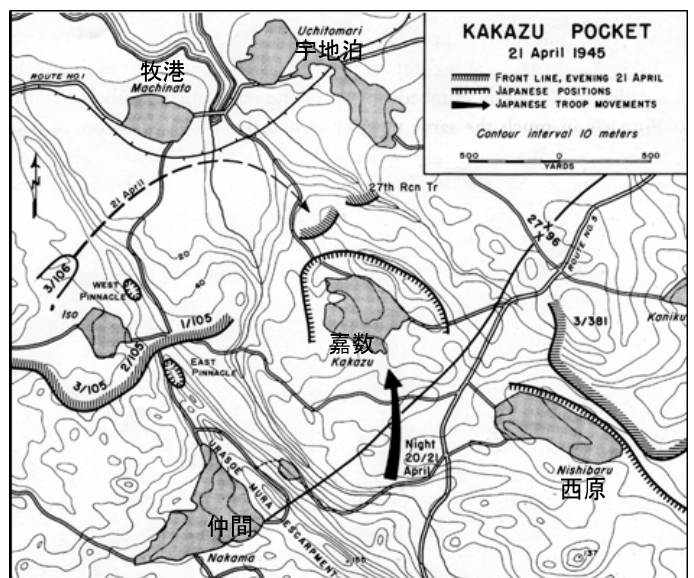 KAKAZU POCKET
21 April 1945
FRONT LINE, EVENING 21 APRIL
JAPANESE POSITIONS
JAPANESE TROOP MOVEMENTS
Contour interval 10 meters
500 0 500
YARDS
Uchitomari
宇地泊
牧港
Machinato
ROUTE NO.1
21 April
27th Rcn Tr
27 X 96
X
ROUTE NO. 5
20
40
3/106
WEST
PINNACLE
Iso
1/105
2/105
3/105
EAST
PINNACLE
嘉数
Kakazu
3/381
Kaniku
Night
20/21
April
Nishibaru
西原
URASOE MURA ESCARPMENT
仲間
Nakama
137